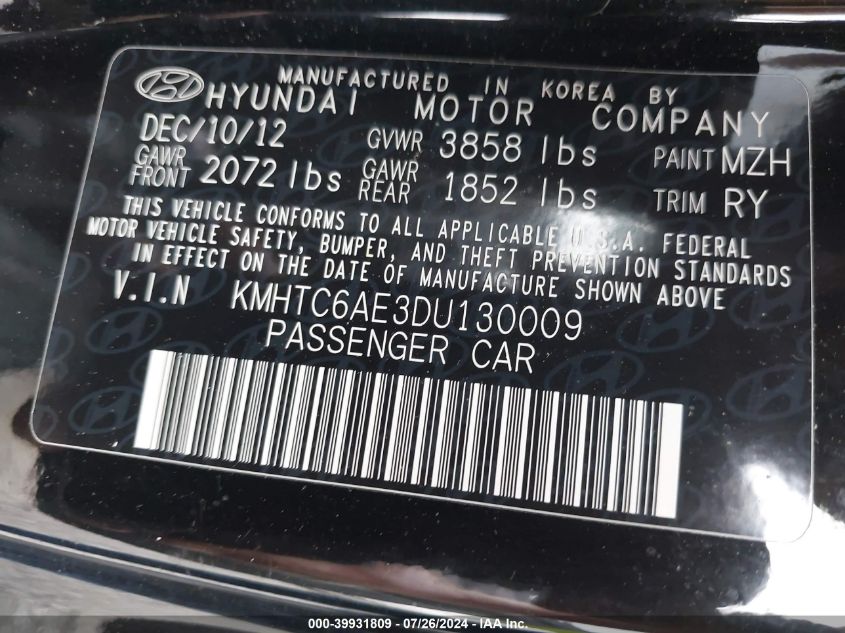 MANUFACTURED IN KOREA BY
HYUNDAI MOTOR COMPANY
DEC/10/12 GVWR 3858 lbs PAINT MZH
GAWR FRONT 2072 lbs GAWR REAR 1852 lbs TRIM RY
THIS VEHICLE CONFORMS TO ALL APPLICABLE U.S.A. FEDERAL
MOTOR VEHICLE SAFETY, BUMPER, AND THEFT PREVENTION STANDARDS
IN EFFECT ON THE DATE OF MANUFACTURE SHOWN ABOVE
V.I.N KMHTC6AE3DU130009
PASSENGER CAR
000-39931809 / 07/26/2024 / IAAI.com